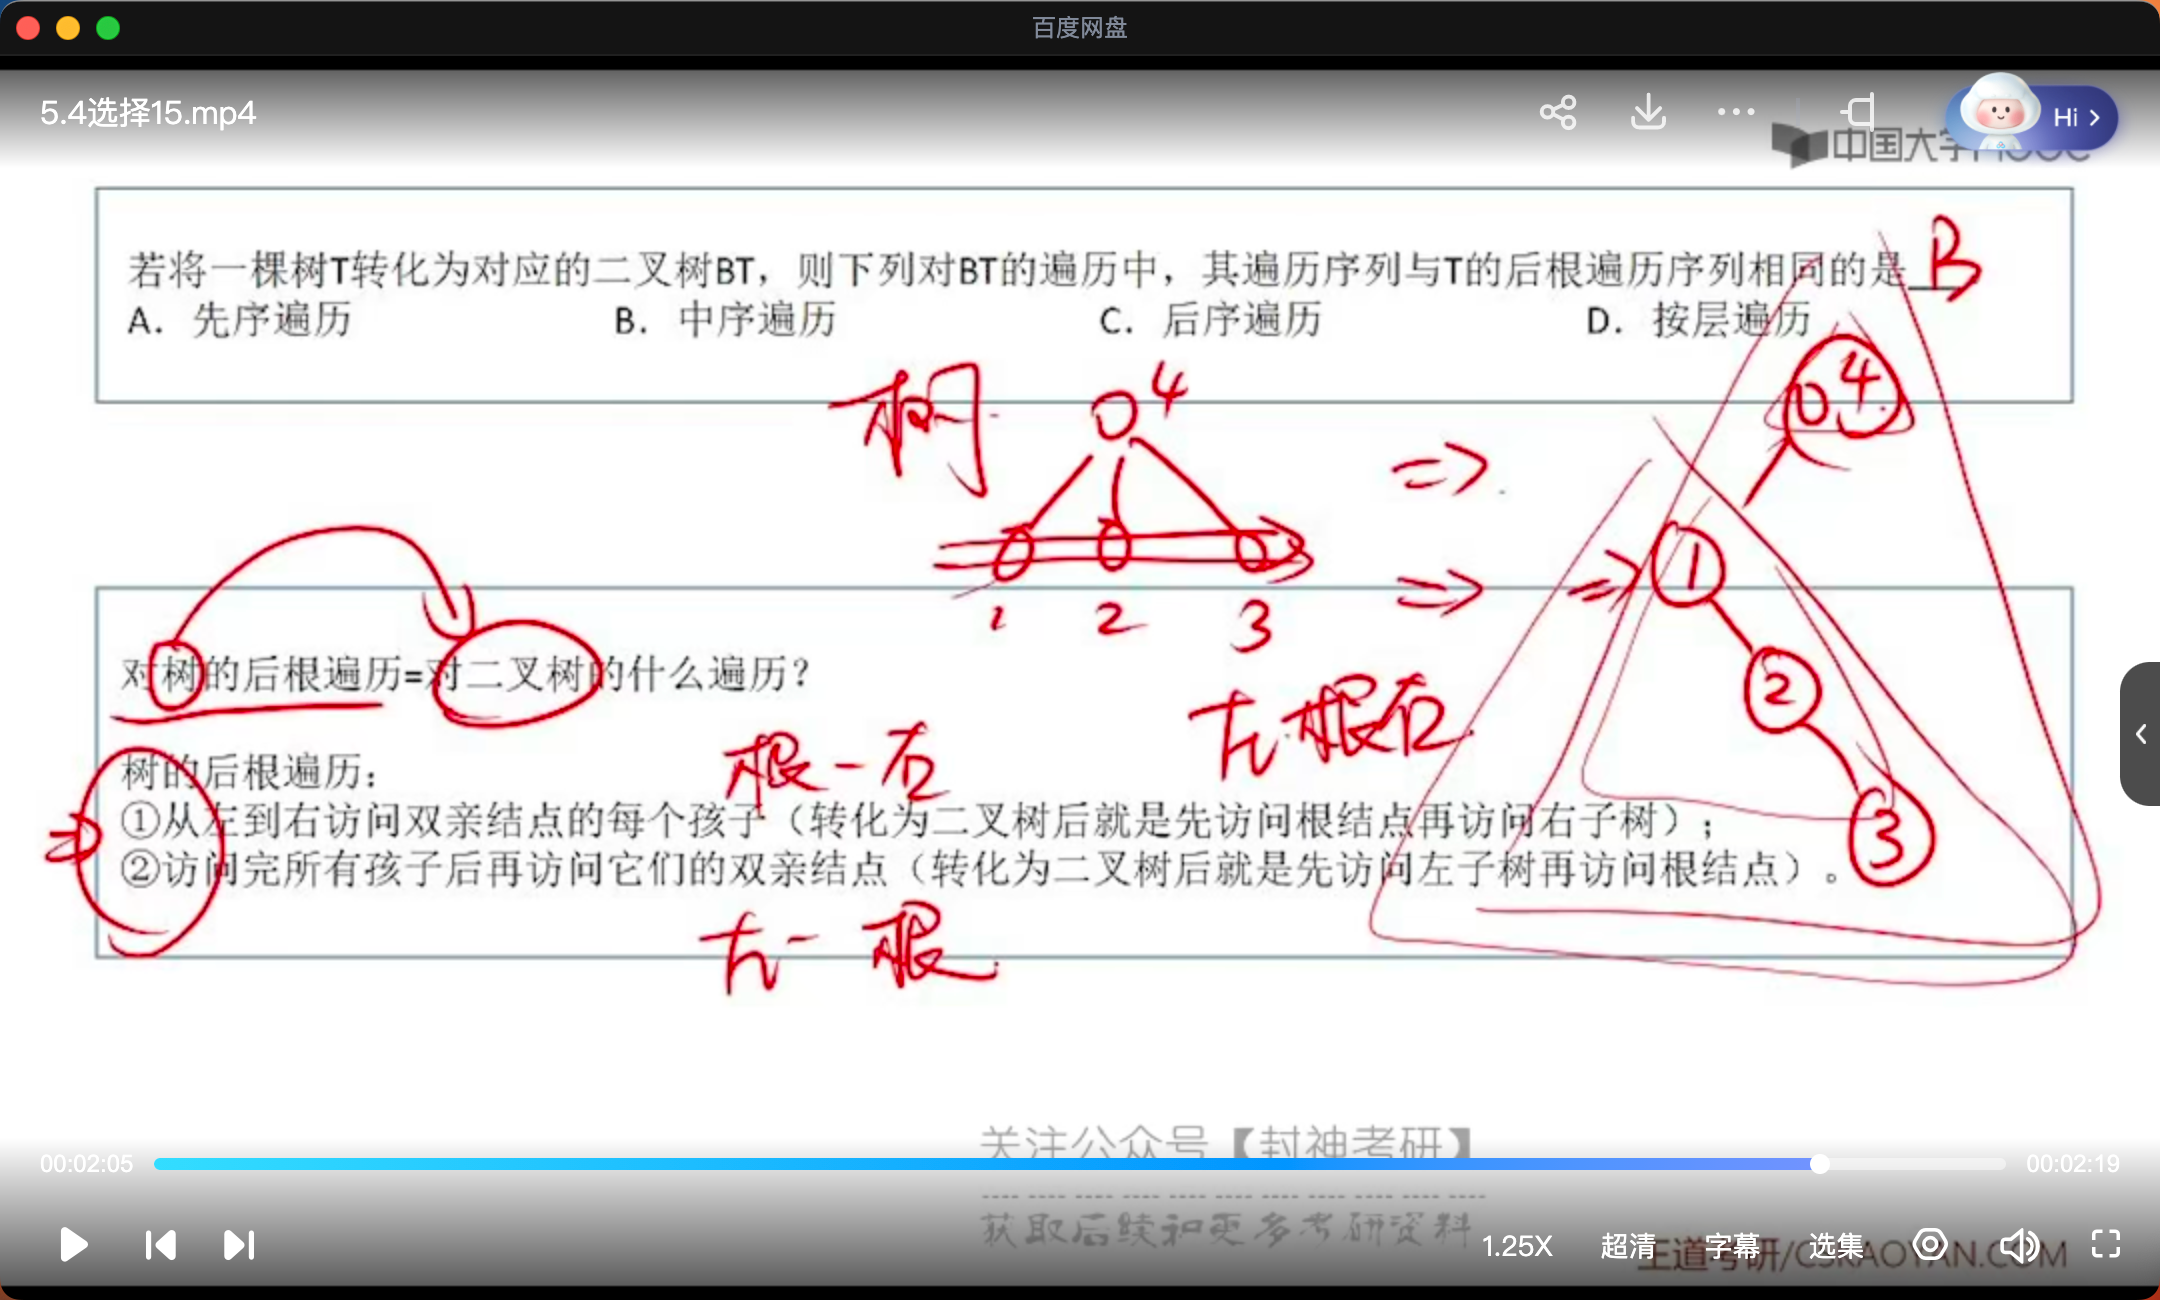 百度网盘
5.4选择15.mp4
Hi
中国大学MOOC
若将一棵树T转化为对应的二叉树BT，则下列对BT的遍历中，其遍历序列与T的后根遍历序列相同的是__B
A. 先序遍历 B. 中序遍历 C. 后序遍历 D. 按层遍历
树 4 => 4
1 2 3 => => 1
2
3
对树的后根遍历=对二叉树的什么遍历？
左根右
根-右
树的后根遍历：
①从左到右访问双亲结点的每个孩子（转化为二叉树后就是先访问根结点再访问右子树）；
②访问完所有孩子后再访问它们的双亲结点（转化为二叉树后就是先访问左子树再访问根结点）。
左-根
关注公众号【封神考研】
00:02:05 00:02:19
获取后续和更多考研资料
1.25X 超清 字幕 选集
王道考研/CSKAOYAN.COM